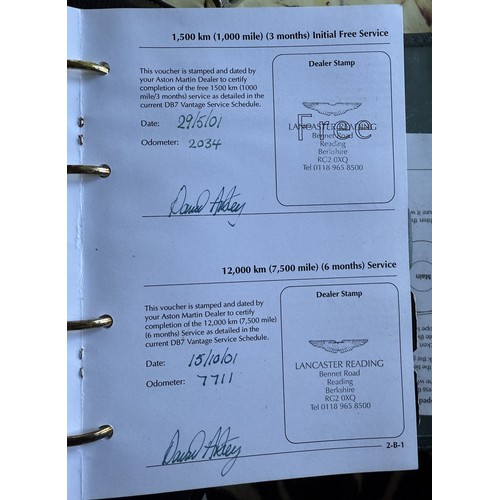 1,500 km (1,000 mile) (3 months) Initial Free Service
This voucher is stamped and dated by
your Aston Martin Dealer to certify
completion of the free 1500 km (1000
mile/3 months) service as detailed in the
current DB7 Vantage Service Schedule.
Date: 29/5/01
Odometer: 2034
Dealer Stamp
Free
LANCASTER READING
Bennet Road
Reading
Berkshire
RG2 0XQ
Tel 0118 965 8500
12,000 km (7,500 mile) (6 months) Service
This voucher is stamped and dated by
your Aston Martin Dealer to certify
completion of the 12,000 km (7,500 mile)
(6 months) Service as detailed in the
current DB7 Vantage Service Schedule.
Date: 15/10/01
Odometer: 7711
Dealer Stamp
LANCASTER READING
Bennet Road
Reading
Berkshire
RG2 0XQ
Tel 0118 965 8500
2-B-1
Main